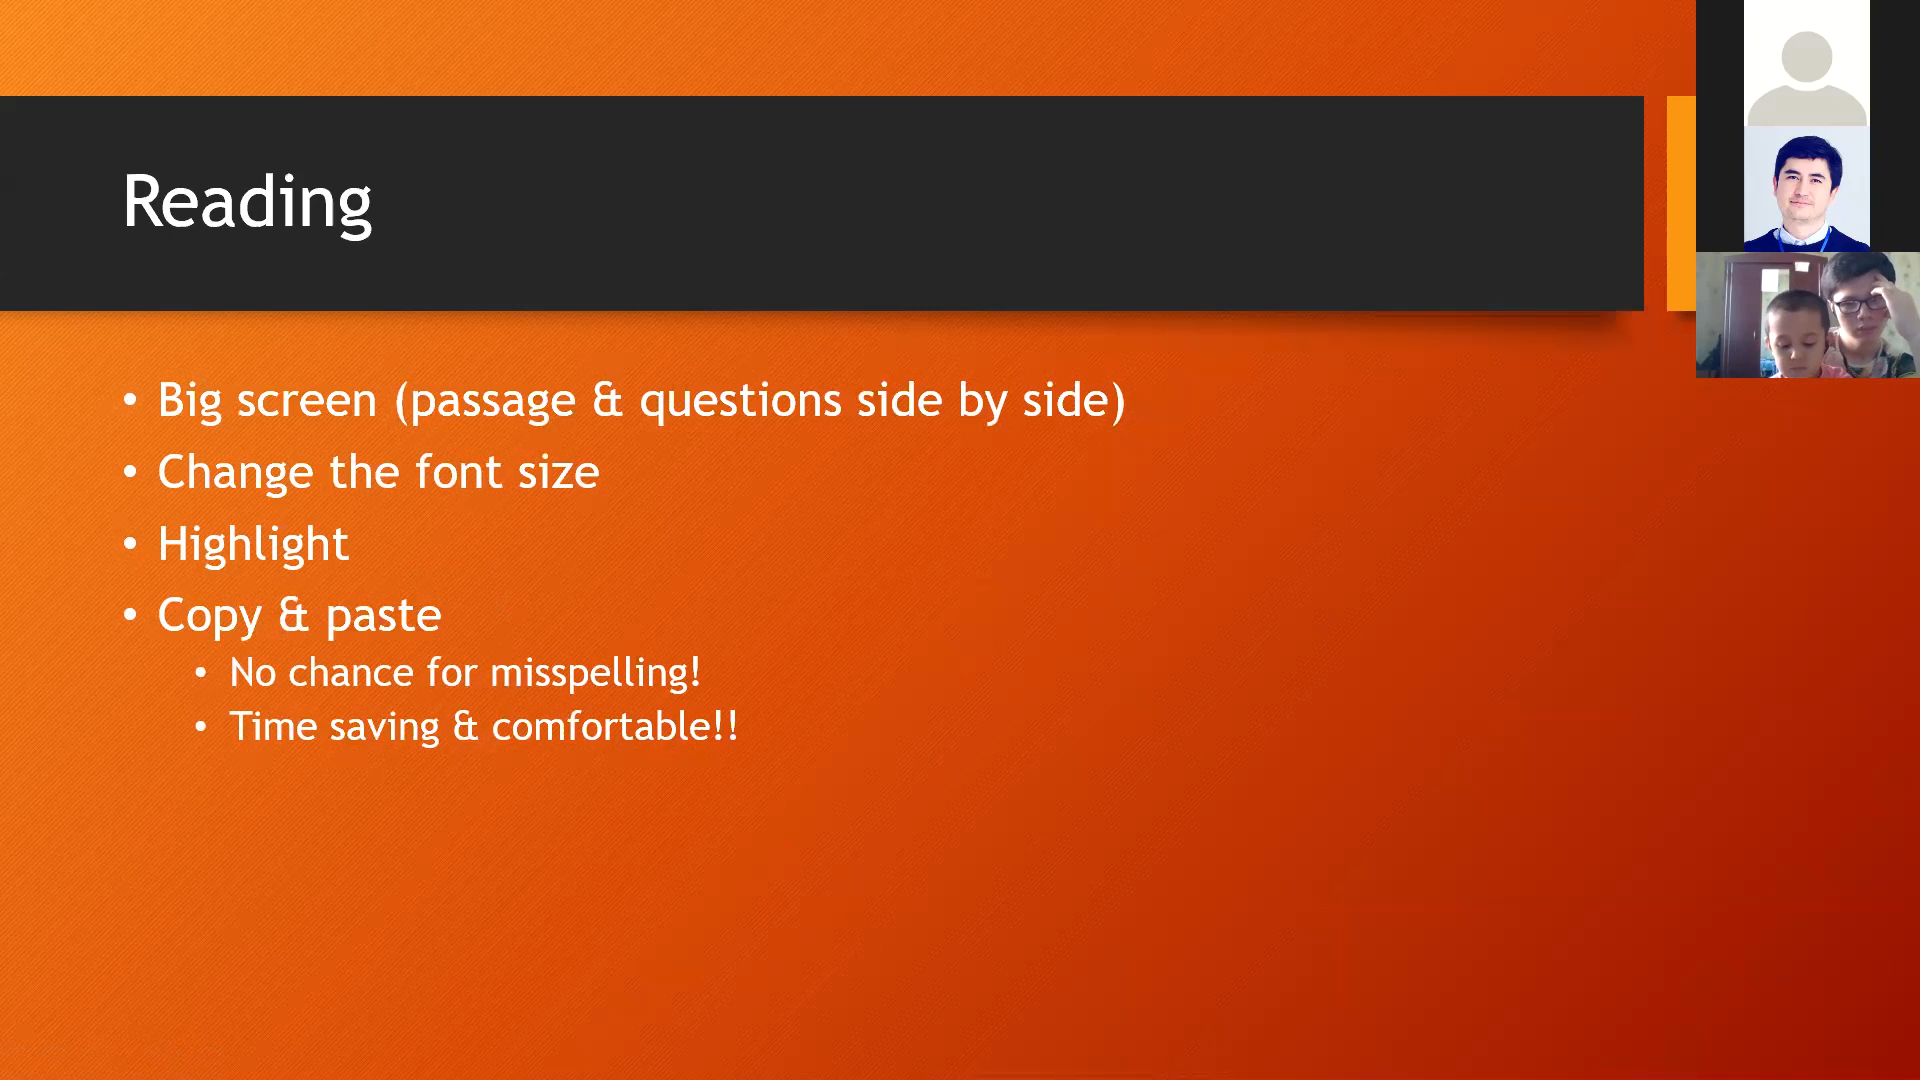 Reading
• Big screen (passage & questions side by side)
• Change the font size
• Highlight
• Copy & paste
• No chance for misspelling!
• Time saving & comfortable!!